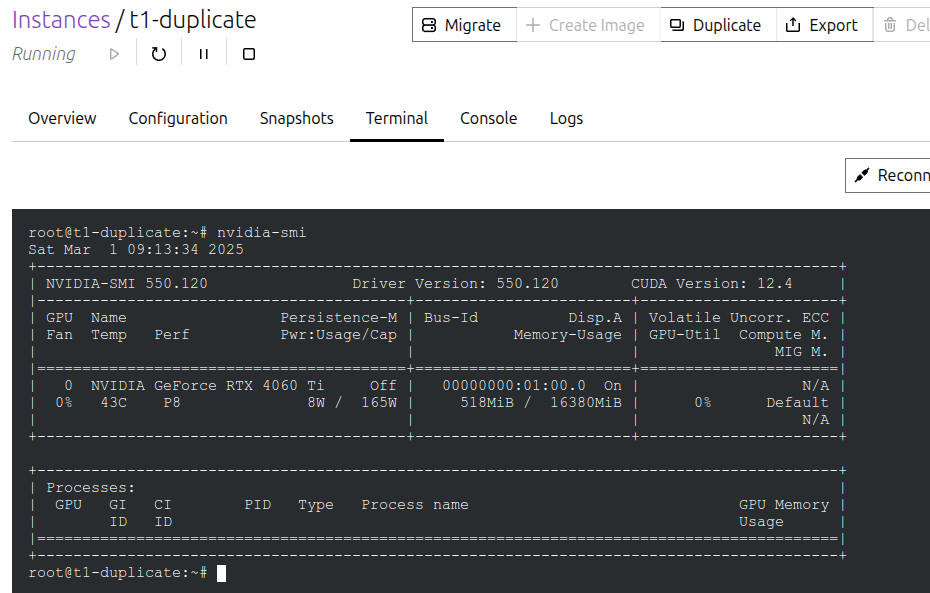 Instances / t1-duplicate
Migrate
Create Image
Duplicate
Export
Running
Overview
Configuration
Snapshots
Terminal
Console
Logs
root@t1-duplicate:~# nvidia-smi
Sat Mar  1 09:13:34 2025
+-----------------------------------------------------------------------------------------+
| NVIDIA-SMI 550.120                Driver Version: 550.120        CUDA Version: 12.4     |
|-----------------------------------------+------------------------+----------------------+
| GPU  Name                 Persistence-M | Bus-Id          Disp.A | Volatile Uncorr. ECC |
| Fan  Temp   Perf          Pwr:Usage/Cap |           Memory-Usage | GPU-Util  Compute M. |
|                                         |                        |               MIG M. |
|=========================================+========================+======================|
|   0  NVIDIA GeForce RTX 4060 Ti     Off |   00000000:01:00.0  On |                  N/A |
|  0%   43C    P8              8W /  165W |     518MiB /  16380MiB |      0%      Default |
|                                         |                        |                  N/A |
+-----------------------------------------+------------------------+----------------------+
+-----------------------------------------------------------------------------------------+
| Processes:                                                                              |
|  GPU   GI   CI        PID   Type   Process name                              GPU Memory |
|        ID   ID                                                               Usage      |
|=========================================================================================|
+-----------------------------------------------------------------------------------------+
root@t1-duplicate:~#